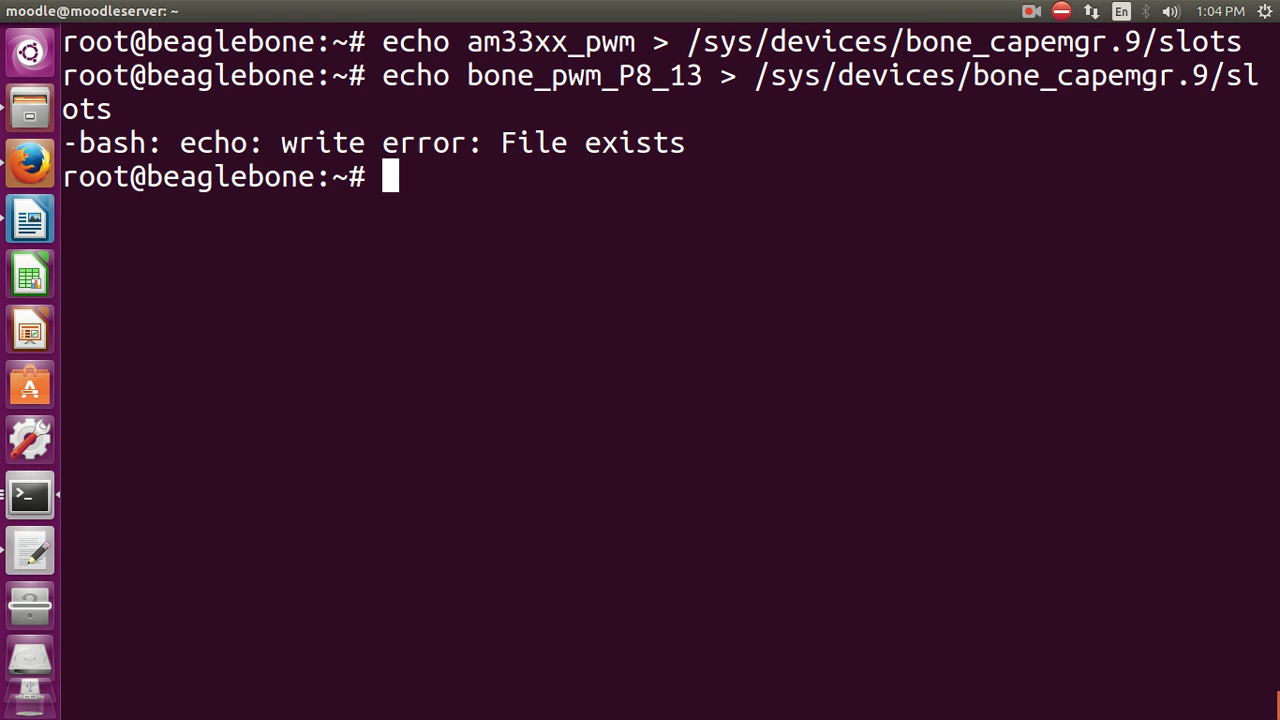 moodle@moodleserver: ~
En
1:04 PM
root@beaglebone:~# echo am33xx_pwm > /sys/devices/bone_capemgr.9/slots
root@beaglebone:~# echo bone_pwm_P8_13 > /sys/devices/bone_capemgr.9/sl
ots
-bash: echo: write error: File exists
root@beaglebone:~#